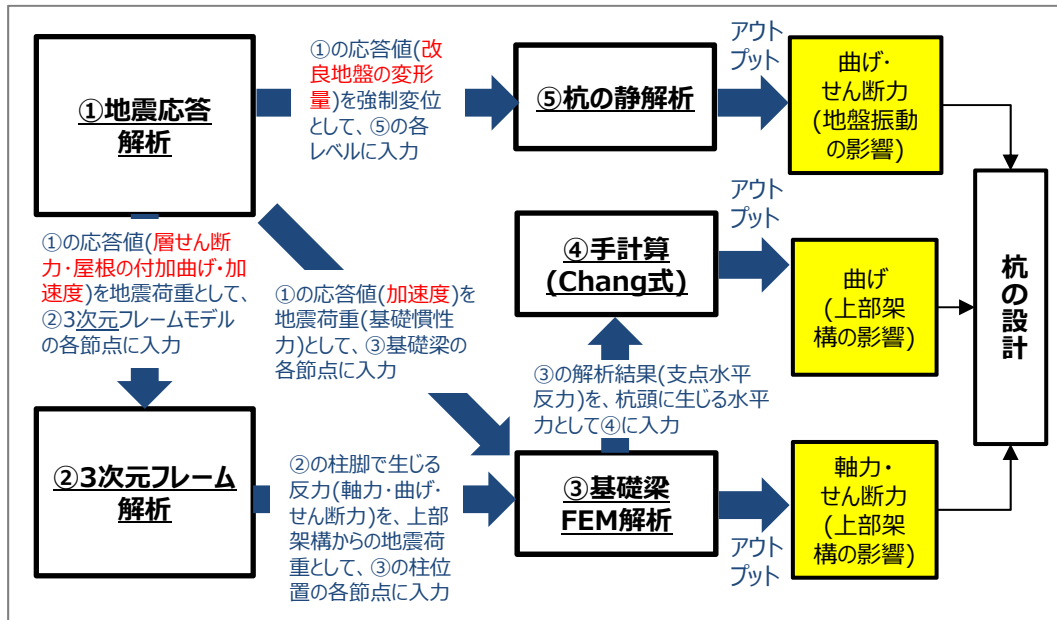 ①地震応答
解析
①の応答値(改
良地盤の変形
量)を強制変位
として、⑤の各
レベルに入力
⑤杭の静解析
アウト
プット
曲げ・
せん断力
(地盤振動
の影響)
①の応答値(層せん断
力・屋根の付加曲げ・加
速度)を地震荷重として、
②3次元フレームモデル
の各節点に入力
①の応答値(加速度)を
地震荷重(基礎慣性
力)として、③基礎梁の
各節点に入力
④手計算
(Chang式)
アウト
プット
曲げ
(上部架
構の影響)
杭の設計
③の解析結果(支点水平
反力)を、杭頭に生じる水平
力として④に入力
②3次元フレーム
解析
②の柱脚で生じる
反力(軸力・曲げ・
せん断力)を、上部
架構からの地震荷
重として、③の柱位
置の各節点に入力
③基礎梁
FEM解析
アウト
プット
軸力・
せん断力
(上部架
構の影響)